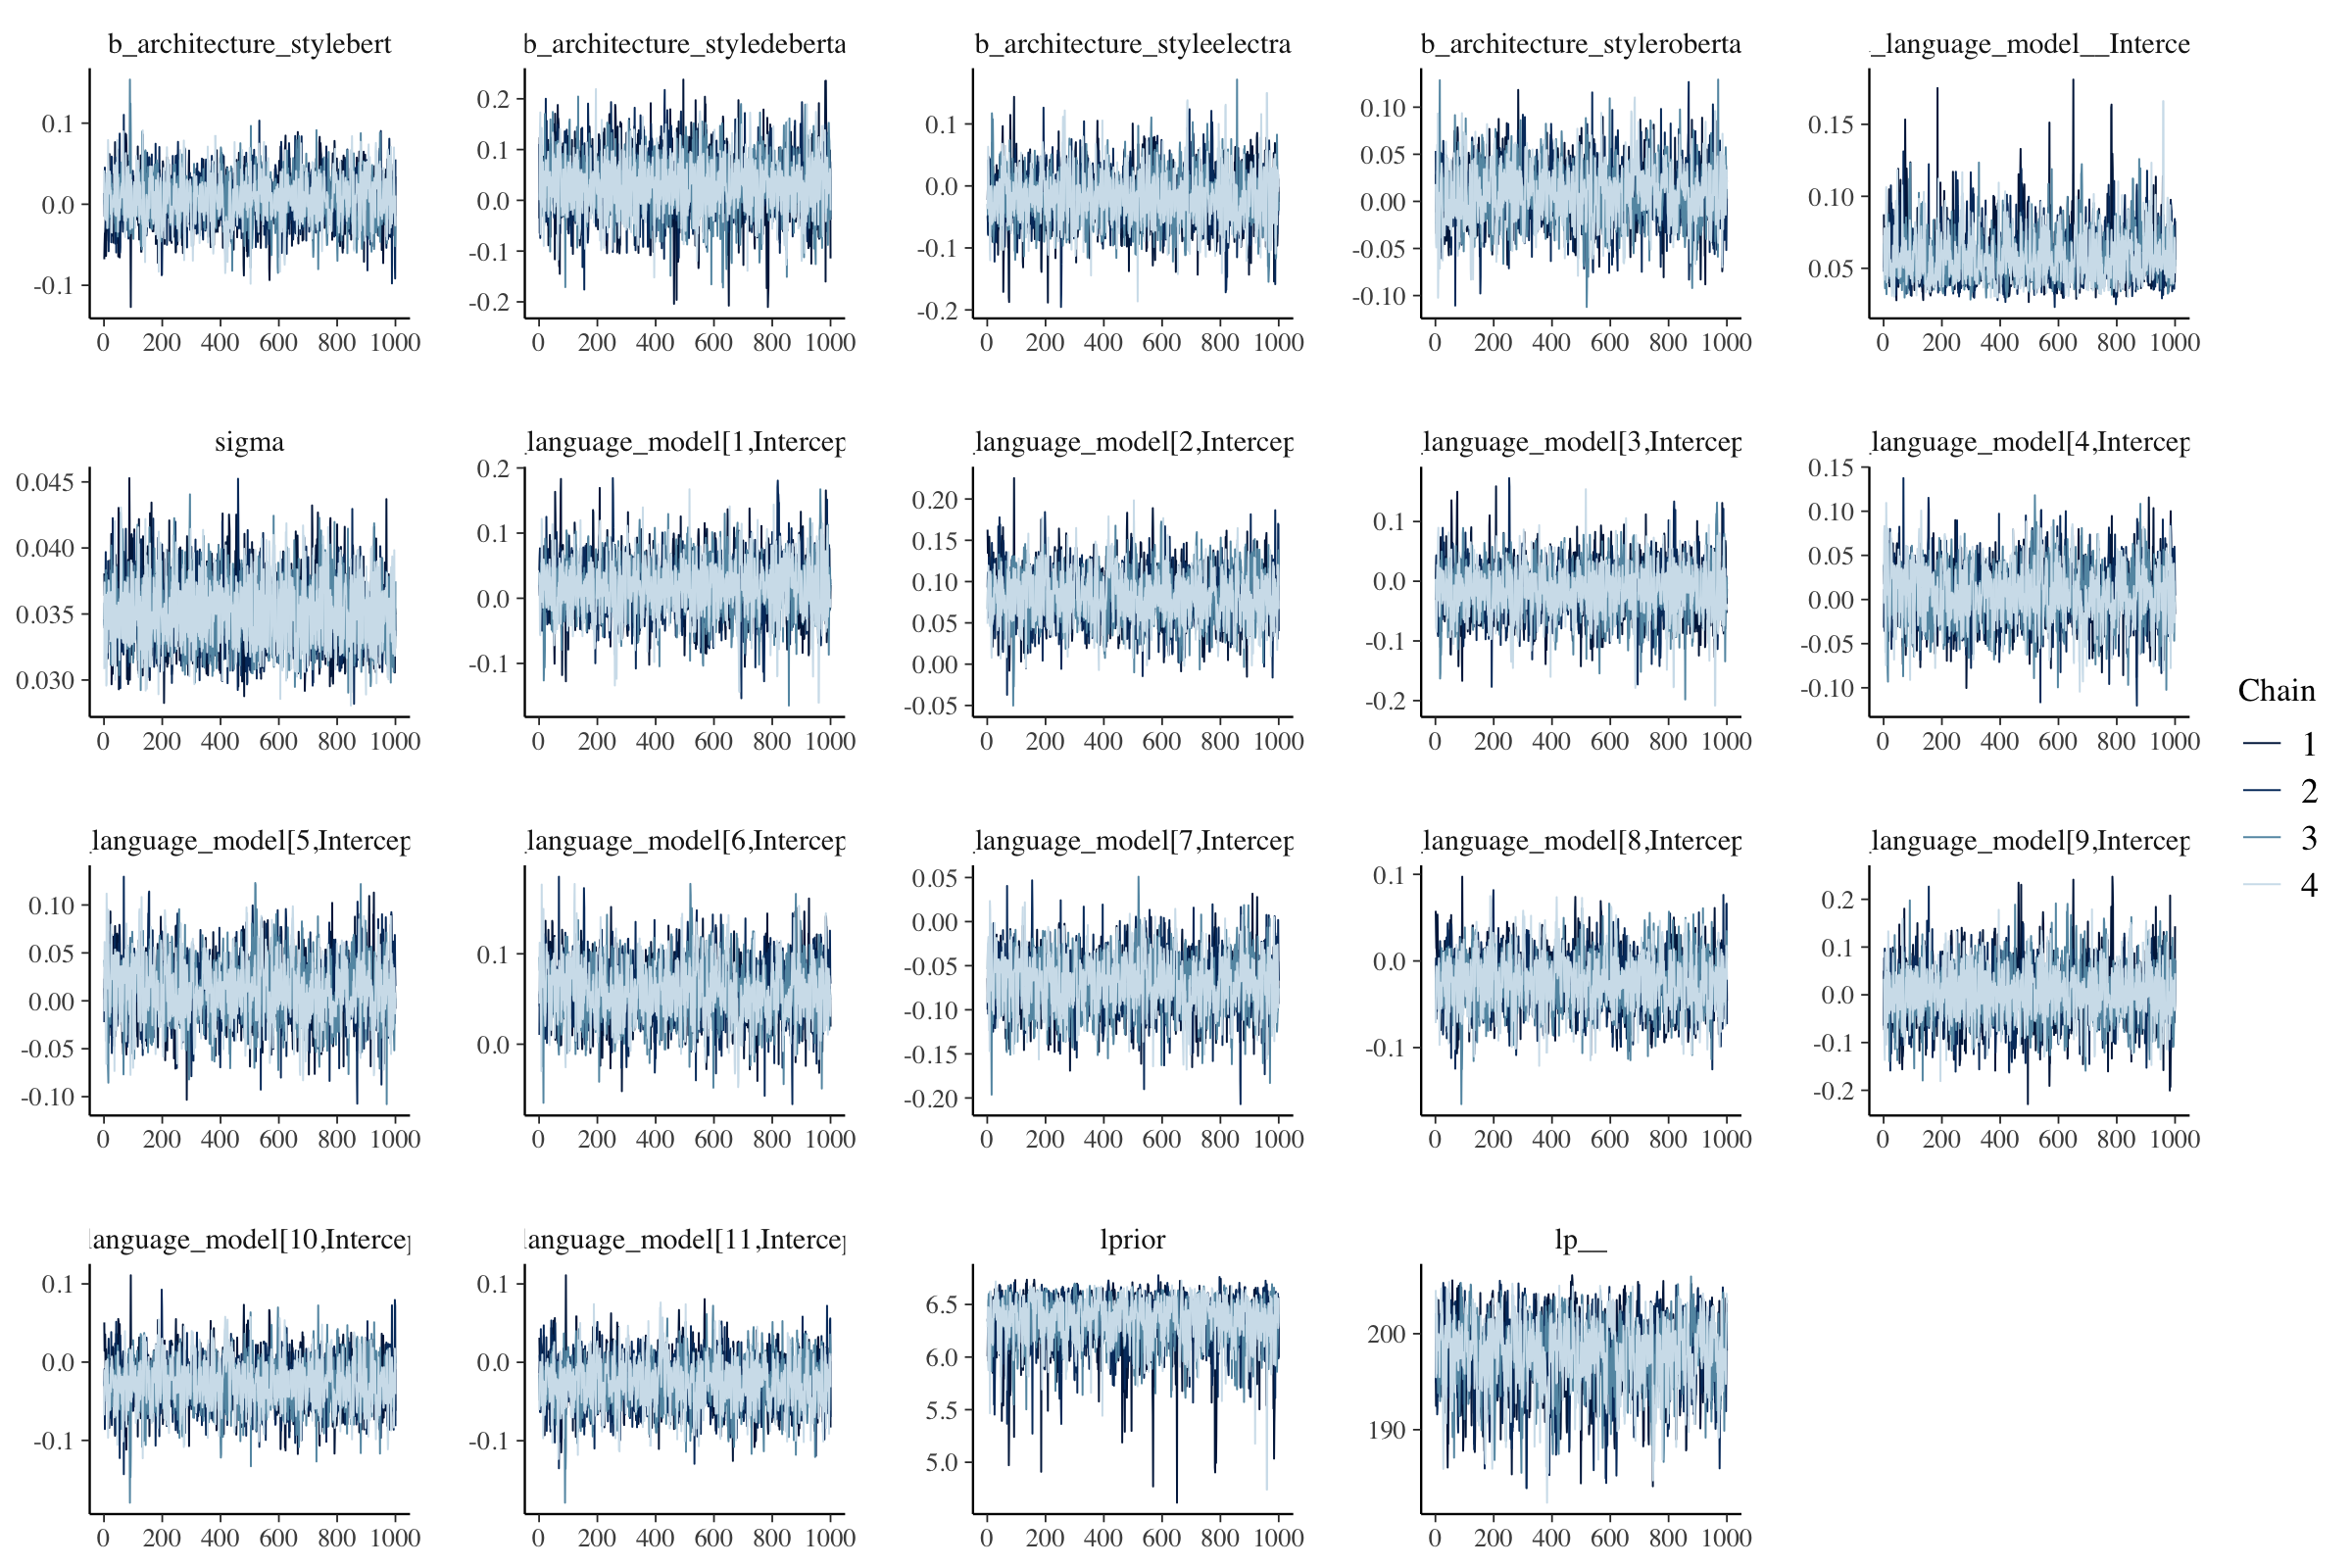 b_architecture_stylebert
b_architecture_styledeberta
b_architecture_styleelectra
b_architecture_styleroberta
_language_model__Interce
0.1
0.0
-0.1
0 200 400 600 800 1000
0.2
0.1
0.0
-0.1
-0.2
0 200 400 600 800 1000
0.1
0.0
-0.1
-0.2
0 200 400 600 800 1000
0.10
0.05
0.00
-0.05
-0.10
0 200 400 600 800 1000
0.15
0.10
0.05
0 200 400 600 800 1000
sigma
language_model[1,Intercep
language_model[2,Intercep
language_model[3,Intercep
language_model[4,Intercep
0.045
0.040
0.035
0.030
0 200 400 600 800 1000
0.2
0.1
0.0
-0.1
0 200 400 600 800 1000
0.20
0.15
0.10
0.05
0.00
-0.05
0 200 400 600 800 1000
0.1
0.0
-0.1
-0.2
0 200 400 600 800 1000
0.15
0.10
0.05
0.00
-0.05
-0.10
0 200 400 600 800 1000
language_model[5,Intercep
language_model[6,Intercep
language_model[7,Intercep
language_model[8,Intercep
language_model[9,Intercep
0.10
0.05
0.00
-0.05
-0.10
0 200 400 600 800 1000
0.1
0.0
0 200 400 600 800 1000
0.05
0.00
-0.05
-0.10
-0.15
-0.20
0 200 400 600 800 1000
0.1
0.0
-0.1
0 200 400 600 800 1000
0.2
0.1
0.0
-0.1
-0.2
0 200 400 600 800 1000
anguage_model[10,Intercep
anguage_model[11,Intercep
lprior
lp__
0.1
0.0
-0.1
0 200 400 600 800 1000
0.1
0.0
-0.1
0 200 400 600 800 1000
6.5
6.0
5.5
5.0
0 200 400 600 800 1000
200
190
0 200 400 600 800 1000
Chain
1
2
3
4